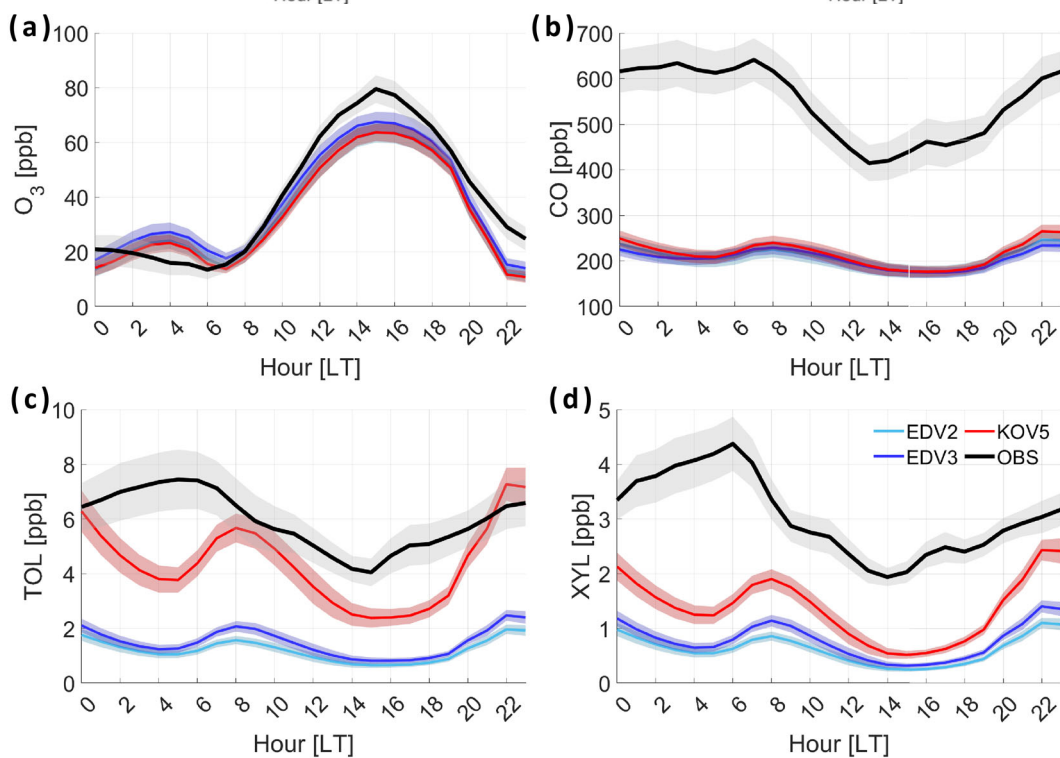 (a)
100
80
60
40
20
0
O3 [ppb]
0 2 4 6 8 10 12 14 16 18 20 22
Hour [LT]
(b)
700
600
500
400
300
200
100
CO [ppb]
0 2 4 6 8 10 12 14 16 18 20 22
Hour [LT]
(c)
10
8
6
4
2
0
TOL [ppb]
0 2 4 6 8 10 12 14 16 18 20 22
Hour [LT]
(d)
5
4
3
2
1
0
XYL [ppb]
EDV2 KOV5
EDV3 OBS
0 2 4 6 8 10 12 14 16 18 20 22
Hour [LT]